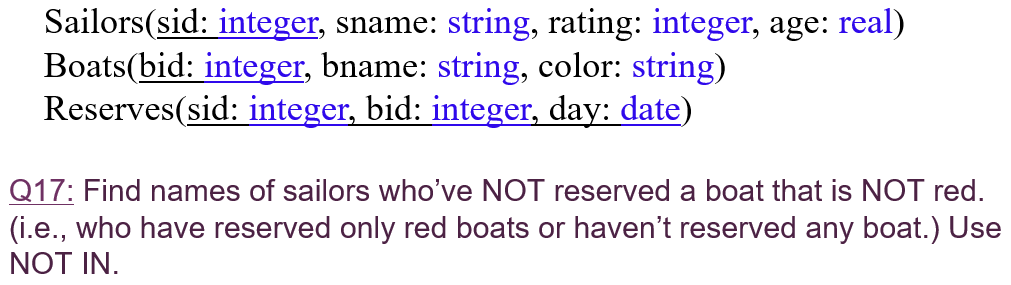 Sailors(sid: integer, sname: string, rating: integer, age: real)
Boats(bid: integer, bname: string, color: string)
Reserves(sid: integer, bid: integer, day: date)
Q17: Find names of sailors who’ve NOT reserved a boat that is NOT red.
(i.e., who have reserved only red boats or haven’t reserved any boat.) Use
NOT IN.